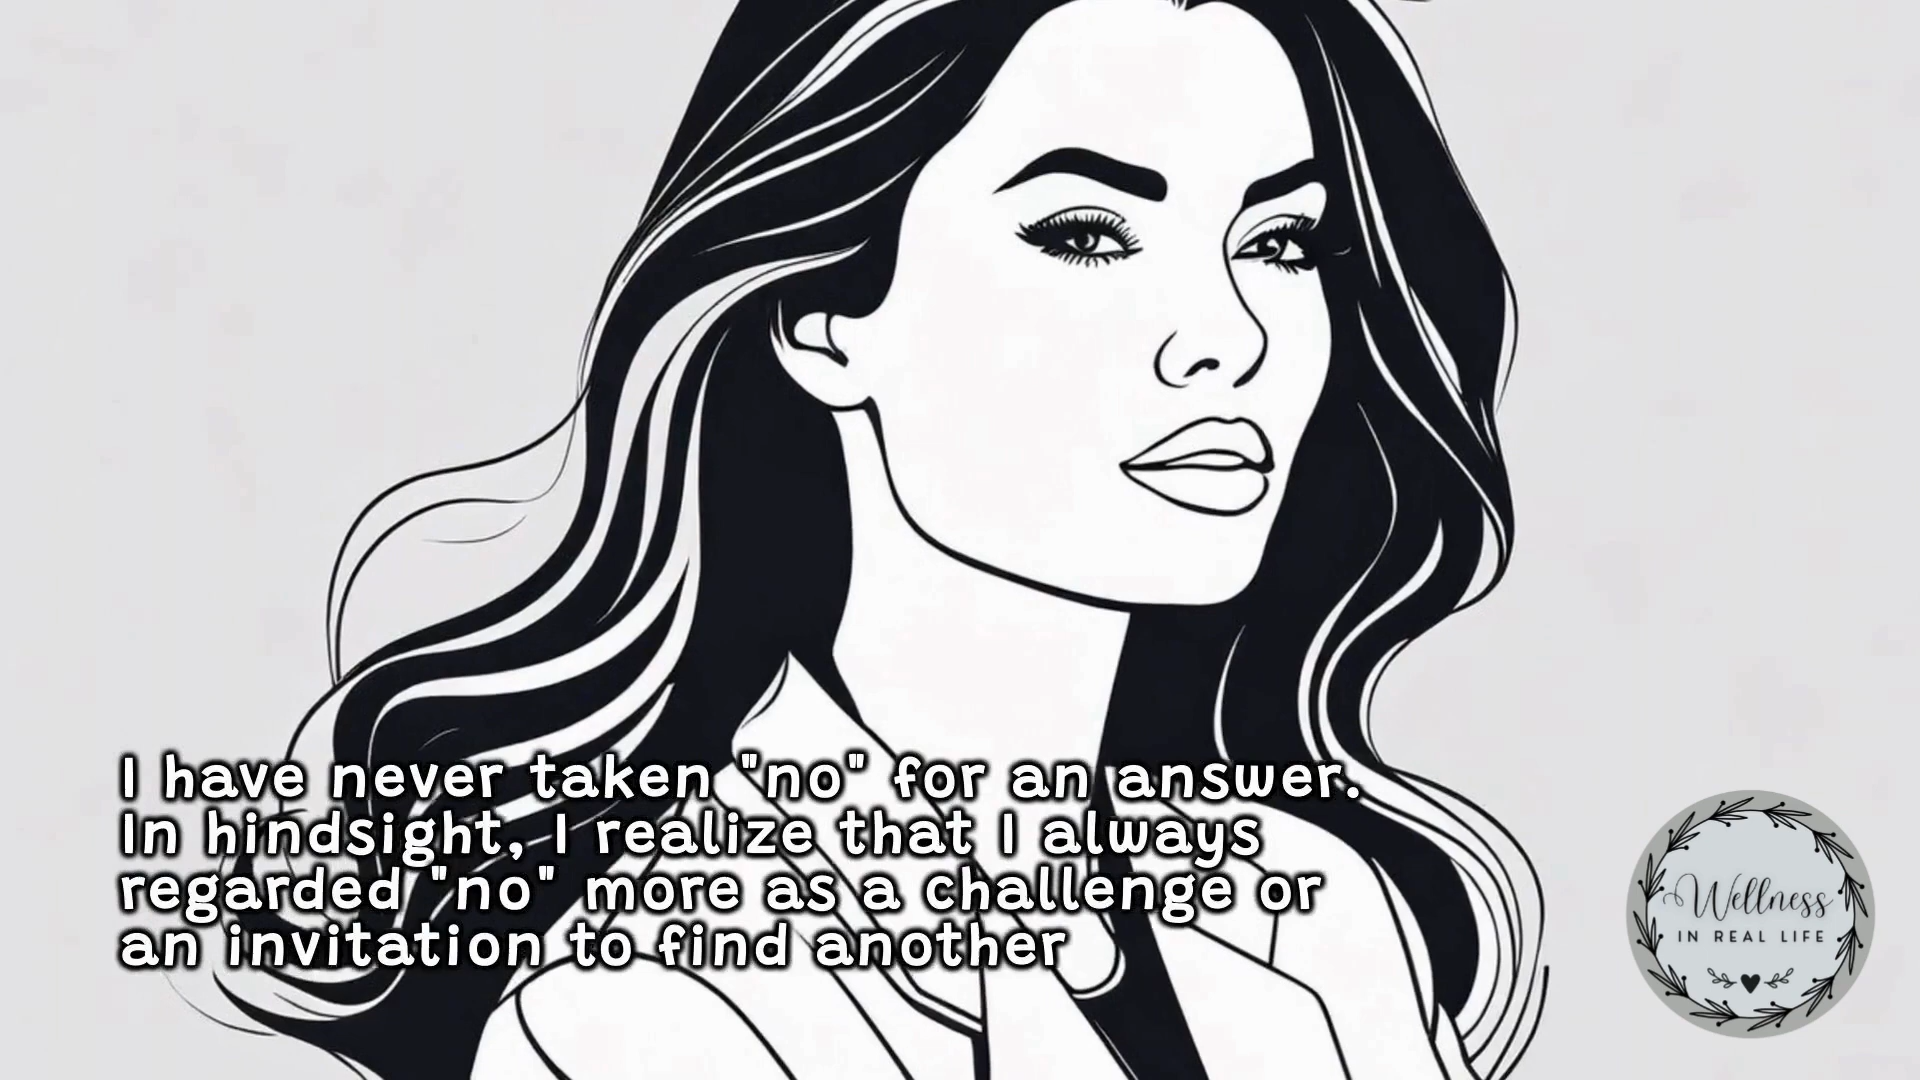 I have never taken "no" for an answer.
In hindsight, I realize that I always
regarded "no" more as a challenge or
an invitation to find another
Wellness
IN REAL LIFE